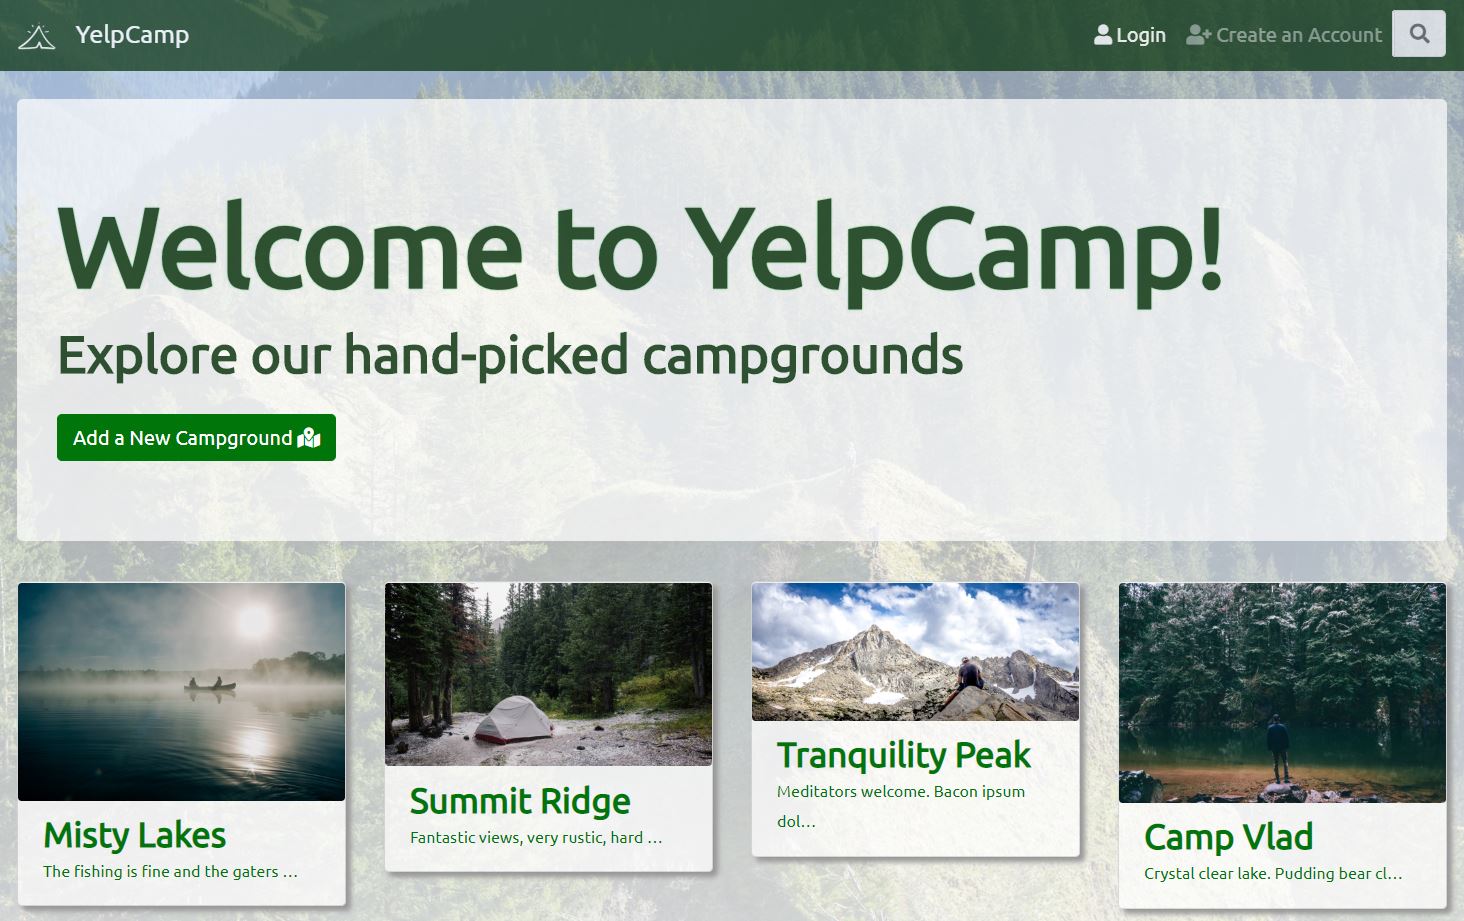 YelpCamp
Login
Create an Account
Welcome to YelpCamp!
Explore our hand-picked campgrounds
Add a New Campground
Misty Lakes
The fishing is fine and the gaters ...
Summit Ridge
Fantastic views, very rustic, hard ...
Tranquility Peak
Meditators welcome. Bacon ipsum
dol...
Camp Vlad
Crystal clear lake. Pudding bear cl...